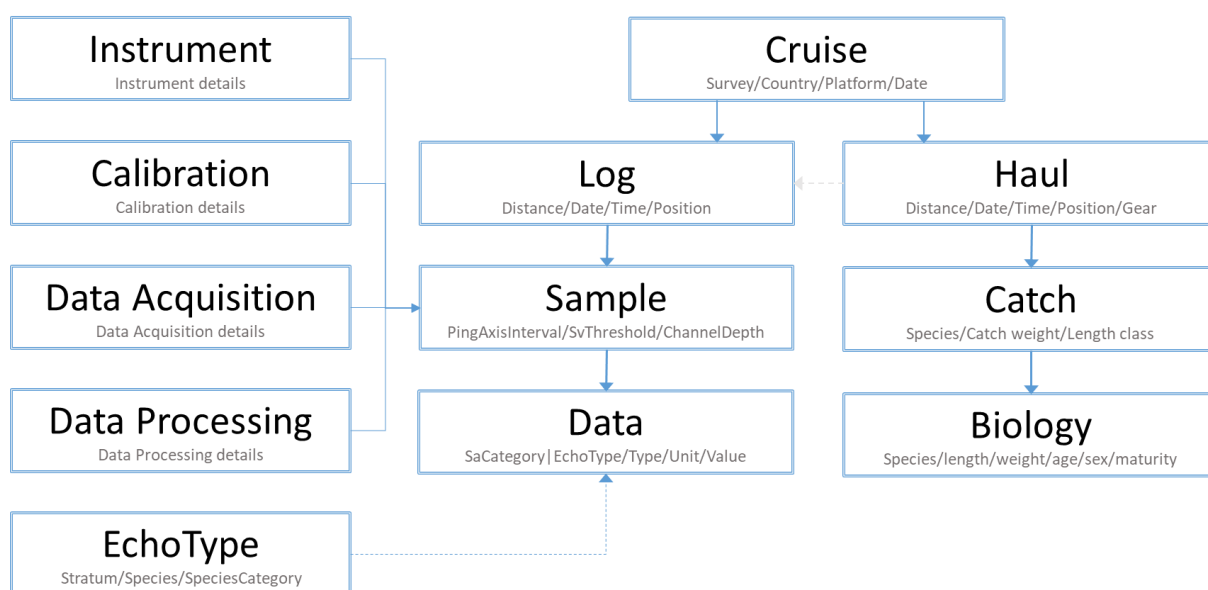 Instrument
Instrument details
Cruise
Survey/Country/Platform/Date
Calibration
Calibration details
Log
Distance/Date/Time/Position
Haul
Distance/Date/Time/Position/Gear
Data Acquisition
Data Acquisition details
Sample
PingAxisInterval/SvThreshold/ChannelDepth
Catch
Species/Catch weight/Length class
Data Processing
Data Processing details
Data
SaCategory|EchoType/Type/Unit/Value
Biology
Species/length/weight/age/sex/maturity
EchoType
Stratum/Species/SpeciesCategory